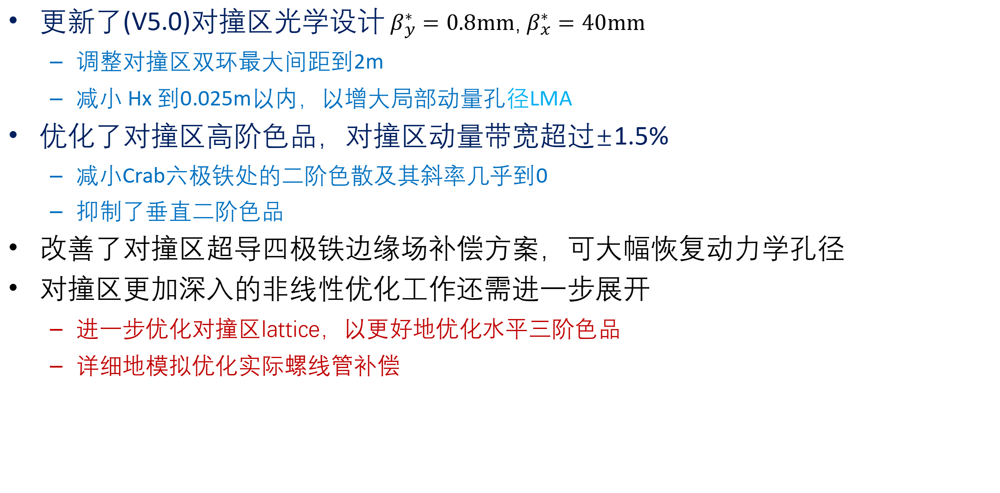 • 更新了(V5.0)对撞区光学设计 $\beta_y^* = 0.8\mathrm{mm}, \beta_x^* = 40\mathrm{mm}$
– 调整对撞区双环最大间距到2m
– 减小 Hx 到0.025m以内，以增大局部动量孔径LMA
• 优化了对撞区高阶色品，对撞区动量带宽超过±1.5%
– 减小Crab六极铁处的二阶色散及其斜率几乎到0
– 抑制了垂直二阶色品
• 改善了对撞区超导四极铁边缘场补偿方案，可大幅恢复动力学孔径
• 对撞区更加深入的非线性优化工作还需进一步展开
– 进一步优化对撞区lattice，以更好地优化水平三阶色品
– 详细地模拟优化实际螺线管补偿